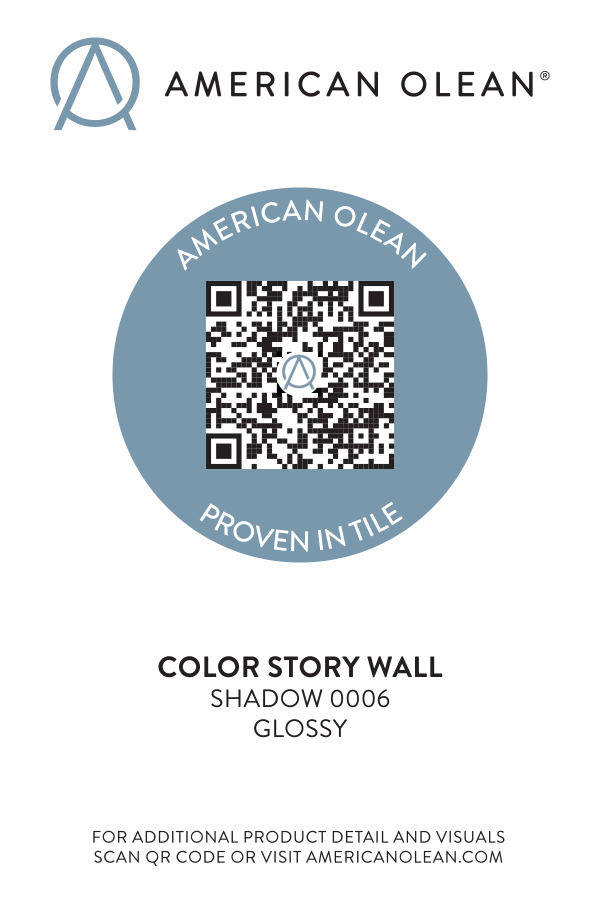 AMERICAN OLEAN®
AMERICAN OLEAN
PROVEN IN TILE
COLOR STORY WALL
SHADOW 0006
GLOSSY
FOR ADDITIONAL PRODUCT DETAIL AND VISUALS
SCAN QR CODE OR VISIT AMERICANOLEAN.COM